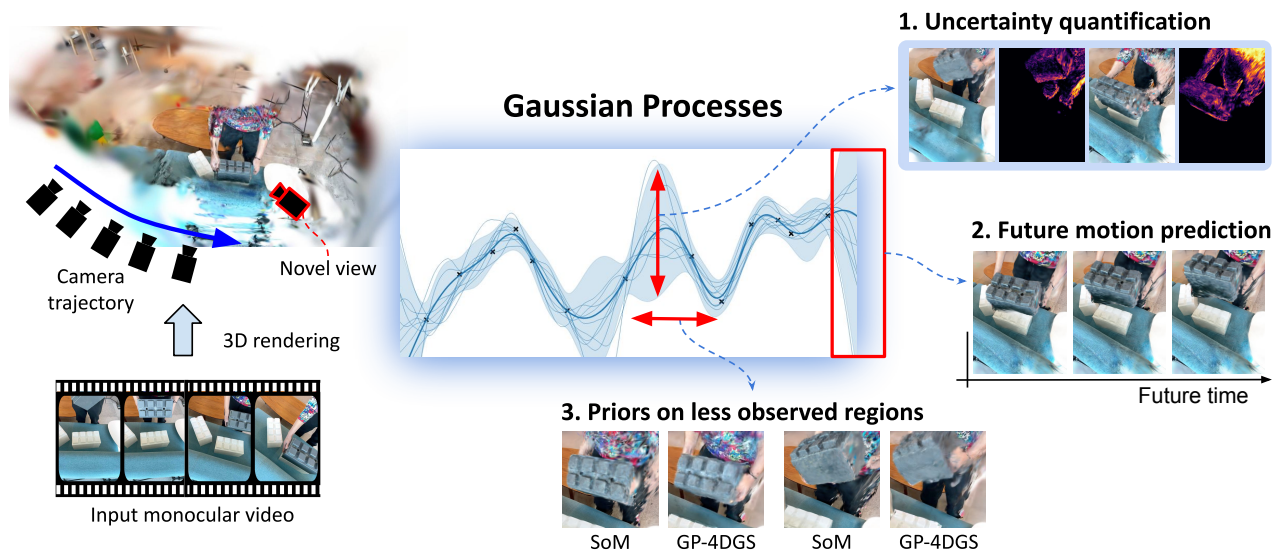 1. Uncertainty quantification
Gaussian Processes
Novel view
Camera
trajectory
3D rendering
Input monocular video
2. Future motion prediction
Future time
3. Priors on less observed regions
SoM
GP-4DGS
SoM
GP-4DGS